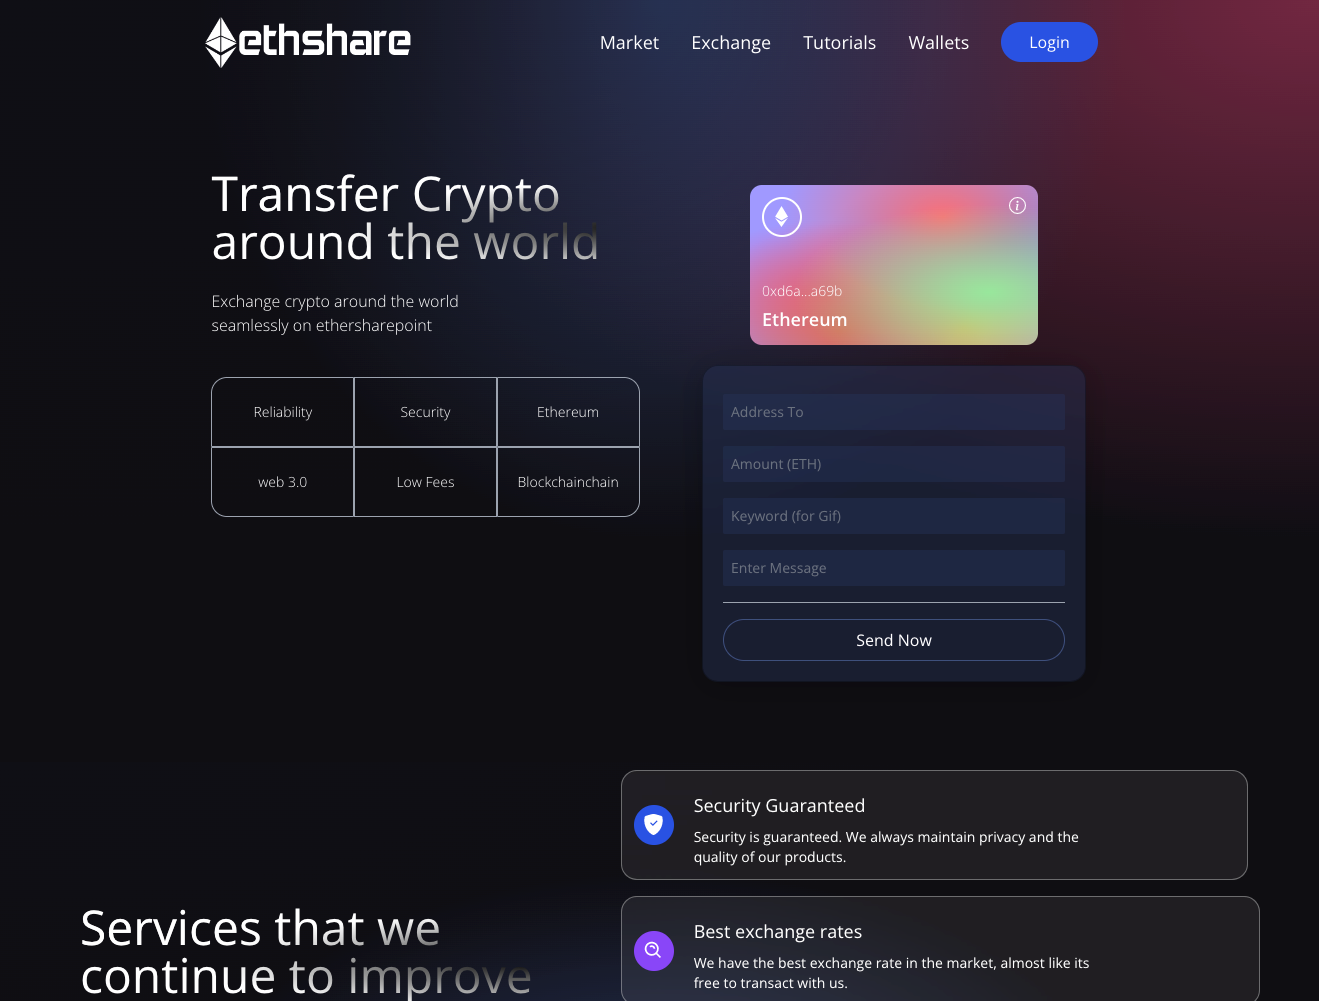 ethshare
Market
Exchange
Tutorials
Wallets
Login
Transfer Crypto
around the world
Exchange crypto around the world
seamlessly on ethersharepoint
Reliability
Security
Ethereum
web 3.0
Low Fees
Blockchainchain
0xd6a...a69b
Ethereum
Address To
Amount (ETH)
Keyword (for Gif)
Enter Message
Send Now
Services that we
continue to improve
Security Guaranteed
Security is guaranteed. We always maintain privacy and the
quality of our products.
Best exchange rates
We have the best exchange rate in the market, almost like its
free to transact with us.